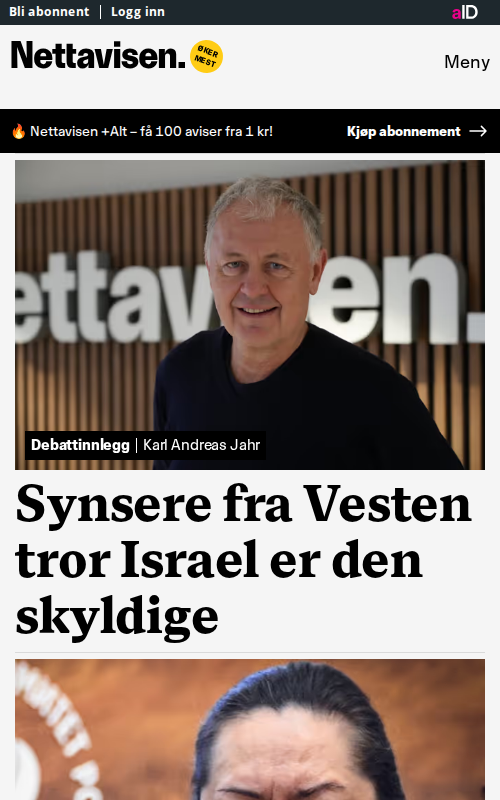 Bli abonnent | Logg inn
aID
Nettavisen.
ØKER
MEST
Meny
🔥 Nettavisen +Alt – få 100 aviser fra 1 kr!
Kjøp abonnement →
ettavisen.
Debattinnlegg | Karl Andreas Jahr
Synsere fra Vesten
tror Israel er den
skyldige